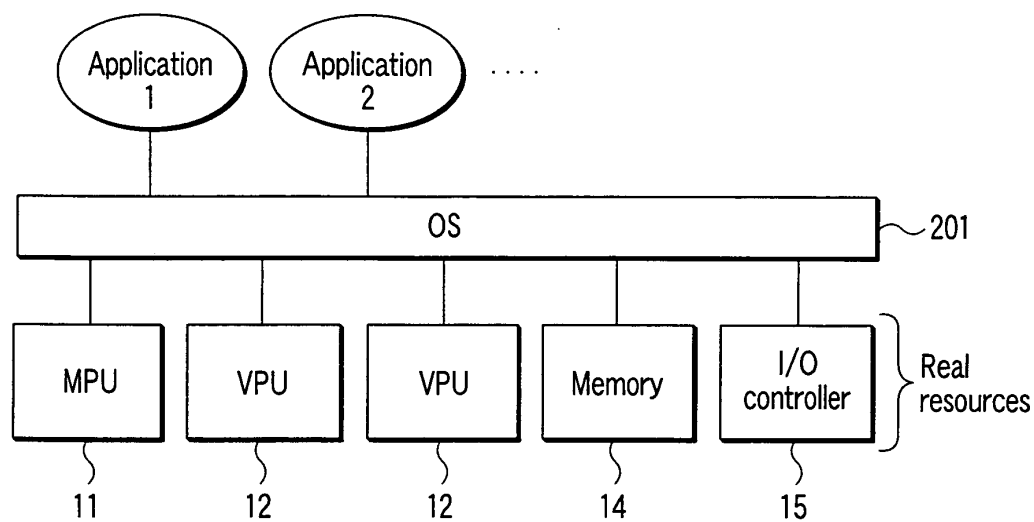 Application
1
Application
2
....
OS
201
MPU
VPU
VPU
Memory
I/O
controller
Real
resources
11
12
12
14
15